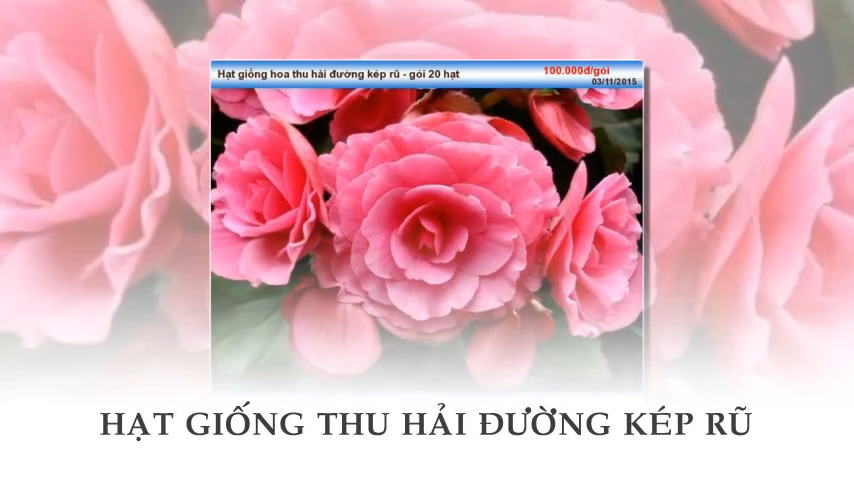 Hạt giống hoa thu hải đường kép rũ - gói 20 hạt
100.000đ/gói
03/11/2015
HẠT GIỐNG THU HẢI ĐƯỜNG KÉP RŨ